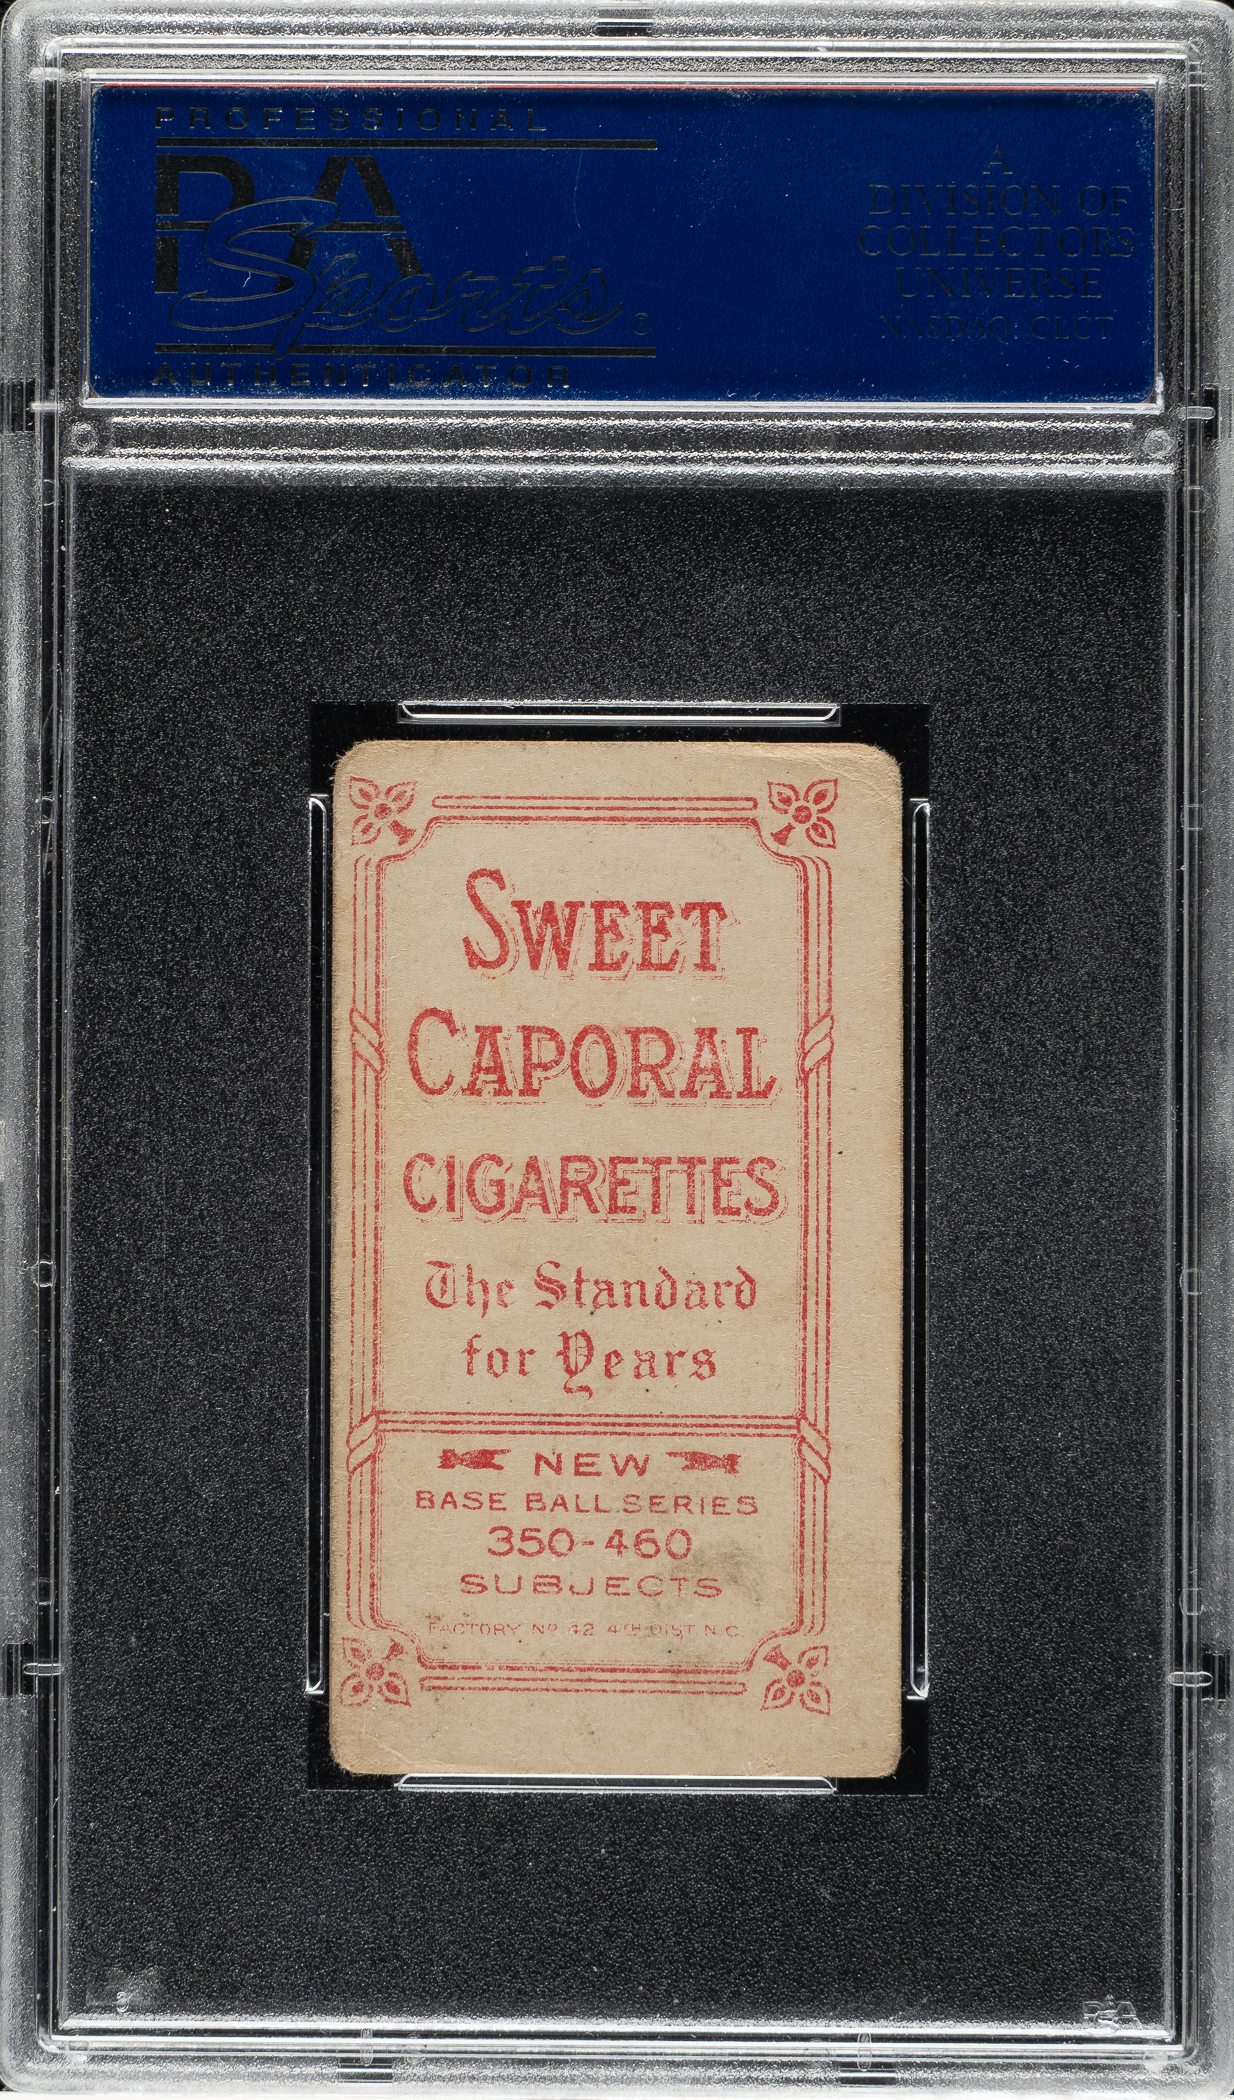 PROFESSIONAL
PSA
Sports
AUTHENTICATOR
A
DIVISION OF
COLLECTORS
UNIVERSE
NASDAQ: CLCT
SWEET
CAPORAL
CIGARETTES
The Standard
for Years
NEW
BASE BALL SERIES
350-460
SUBJECTS
FACTORY Nº 42 4TH DIST. N.C.
PSA